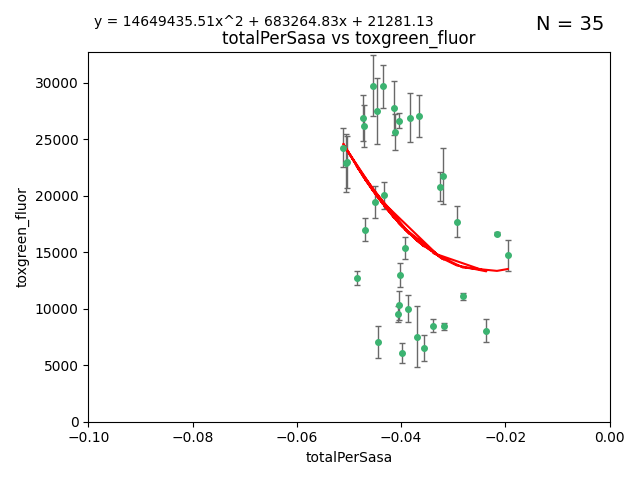 y = 14649435.51x^2 + 683264.83x + 21281.13
N = 35
totalPerSasa vs toxgreen_fluor
30000
25000
20000
15000
10000
5000
0
toxgreen_fluor
−0.10 −0.08 −0.06 −0.04 −0.02 0.00
totalPerSasa